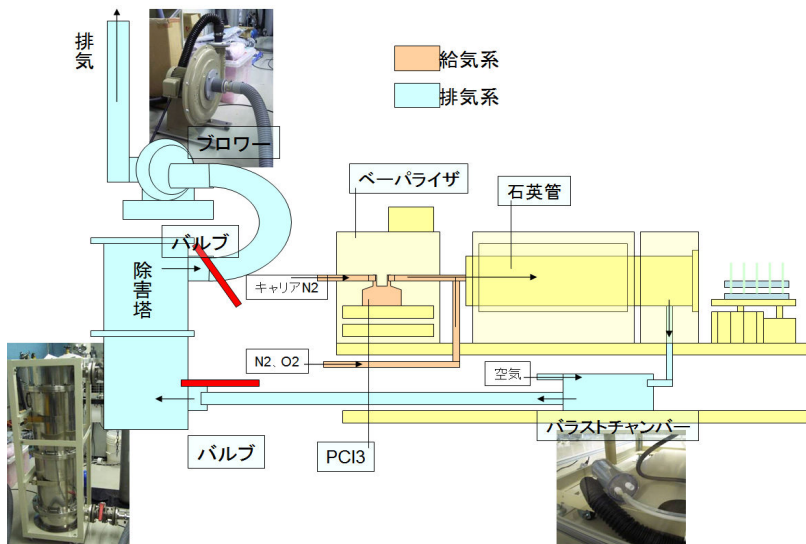 排気
給気系
排気系
ブロワー
ベーパライザ
石英管
バルブ
除害塔
キャリアN2
N2、O2
空気
バラストチャンバー
バルブ
PCl3